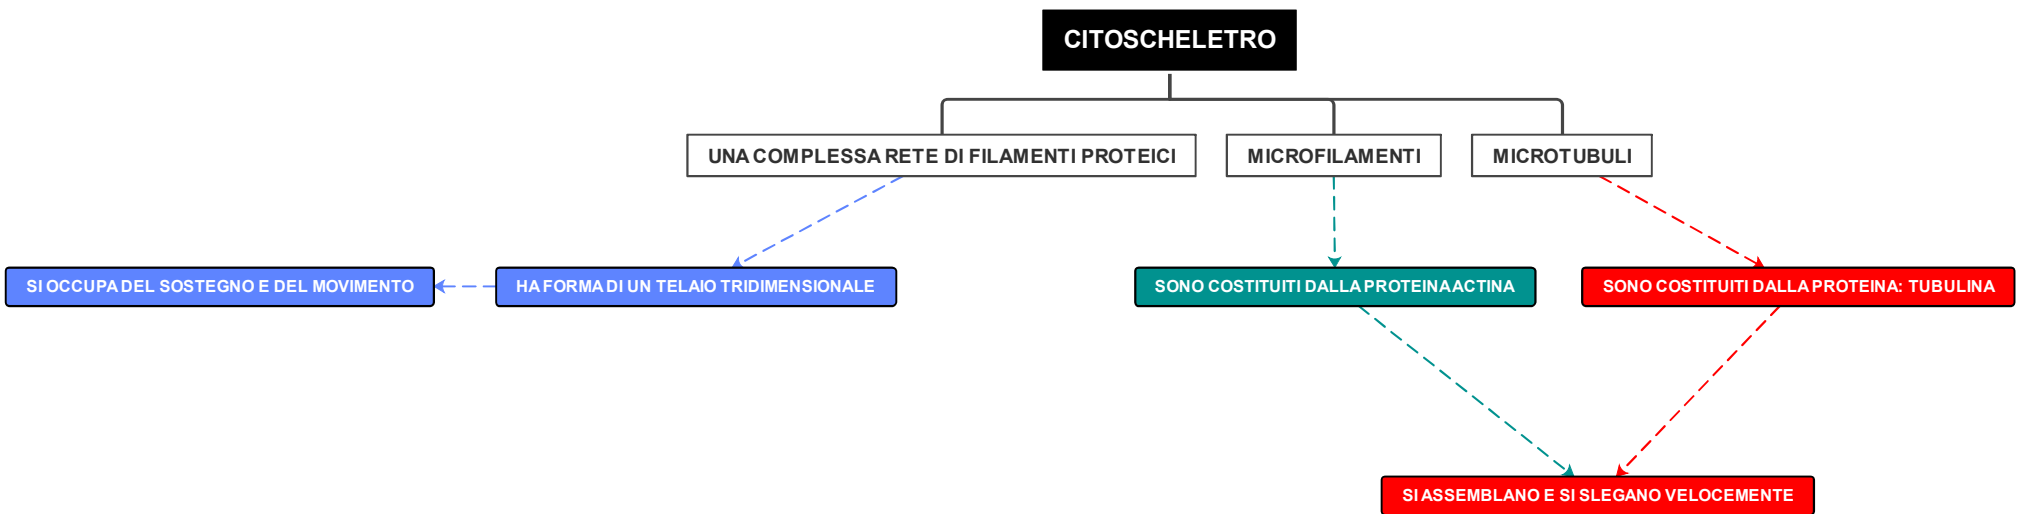 CITOSCHELETRO
UNA COMPLESSA RETE DI FILAMENTI PROTEICI
MICROFILAMENTI
MICROTUBULI
SI OCCUPA DEL SOSTEGNO E DEL MOVIMENTO
HA FORMA DI UN TELAIO TRIDIMENSIONALE
SONO COSTITUITI DALLA PROTEINA ACTINA
SONO COSTITUITI DALLA PROTEINA: TUBULINA
SI ASSEMBLANO E SI SLEGANO VELOCEMENTE